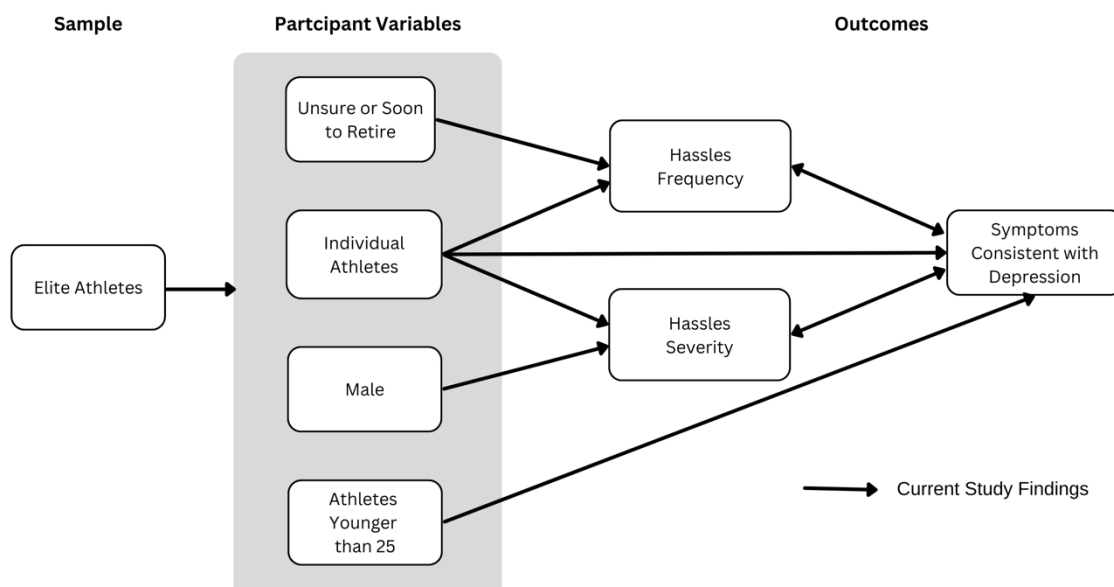 Sample
Partcipant Variables
Outcomes
Unsure or Soon
to Retire
Hassles
Frequency
Individual
Athletes
Symptoms
Consistent with
Depression
Elite Athletes
Hassles
Severity
Male
Athletes
Younger
than 25
Current Study Findings